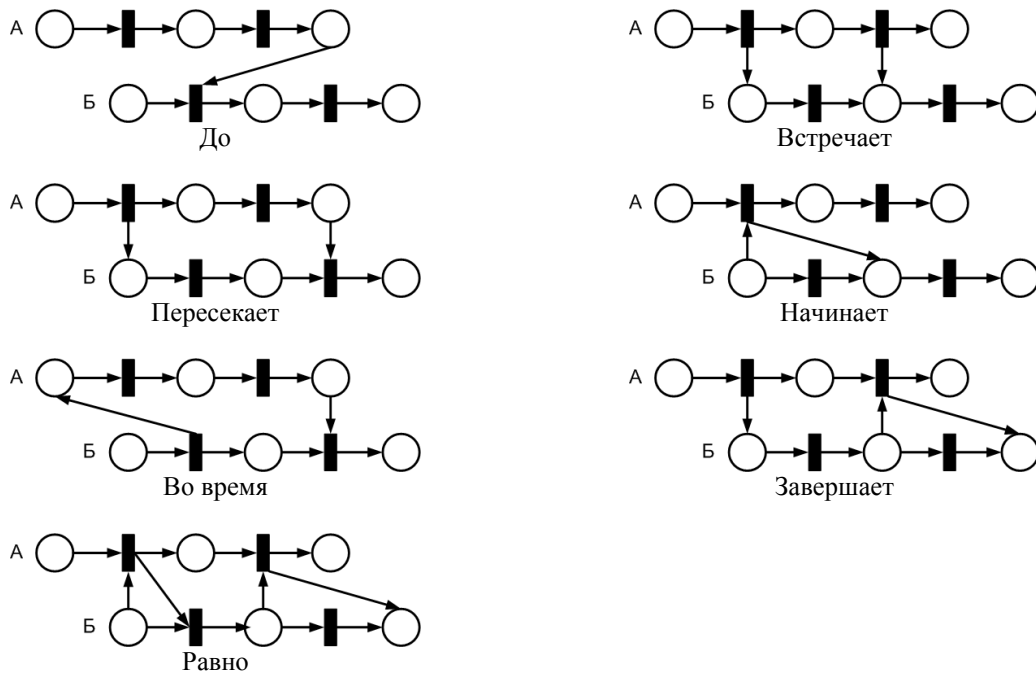 А
Б
До
А
Б
Встречает
А
Б
Пересекает
А
Б
Начинает
А
Б
Во время
А
Б
Завершает
А
Б
Равно